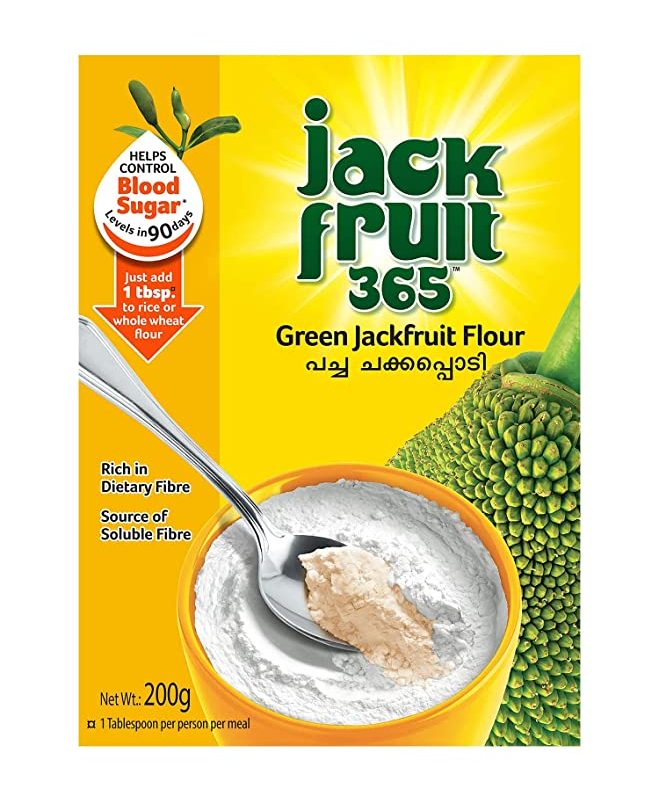 HELPS
CONTROL
Blood
Sugar*
Levels in 90 days
Just add
1 tbsp.¤
to rice or
whole wheat
flour
jack
fruit
365™
Green Jackfruit Flour
പച്ച ചക്കപ്പൊടി
Rich in
Dietary Fibre
Source of
Soluble Fibre
Net Wt.: 200g
¤ 1 Tablespoon per person per meal